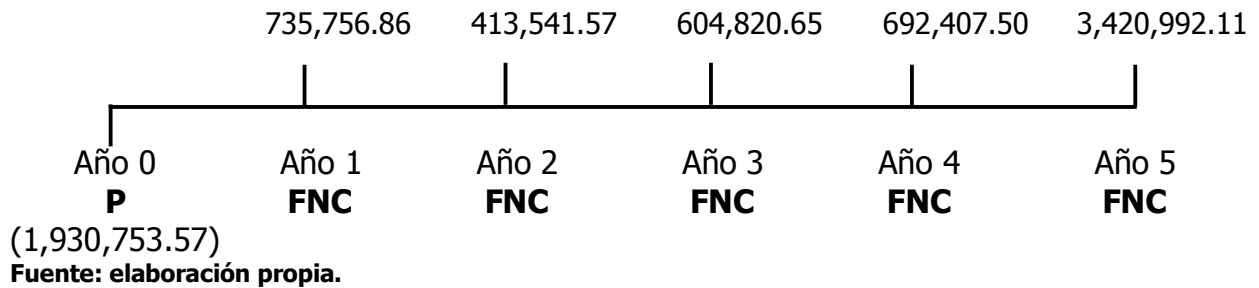 735,756.86 413,541.57 604,820.65 692,407.50 3,420,992.11
Año 0 Año 1 Año 2 Año 3 Año 4 Año 5
P FNC FNC FNC FNC FNC
(1,930,753.57)
Fuente: elaboración propia.